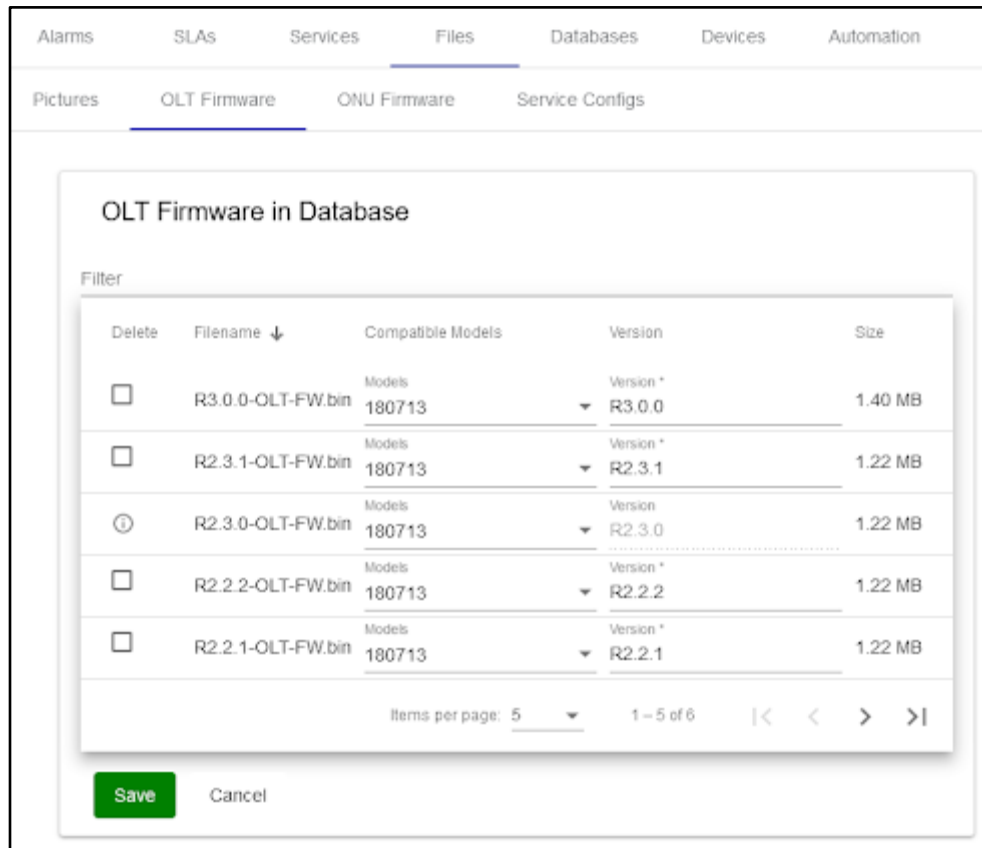 Alarms SLAs Services Files Databases Devices Automation
Pictures OLT Firmware ONU Firmware Service Configs
OLT Firmware in Database
Filter
Delete Filename Compatible Models Version Size
Models Version *
R3.0.0-OLT-FW.bin 180713 R3.0.0 1.40 MB
Models Version *
R2.3.1-OLT-FW.bin 180713 R2.3.1 1.22 MB
Models Version
R2.3.0-OLT-FW.bin 180713 R2.3.0 1.22 MB
Models Version *
R2.2.2-OLT-FW.bin 180713 R2.2.2 1.22 MB
Models Version *
R2.2.1-OLT-FW.bin 180713 R2.2.1 1.22 MB
Items per page: 5 1 – 5 of 6
Save Cancel